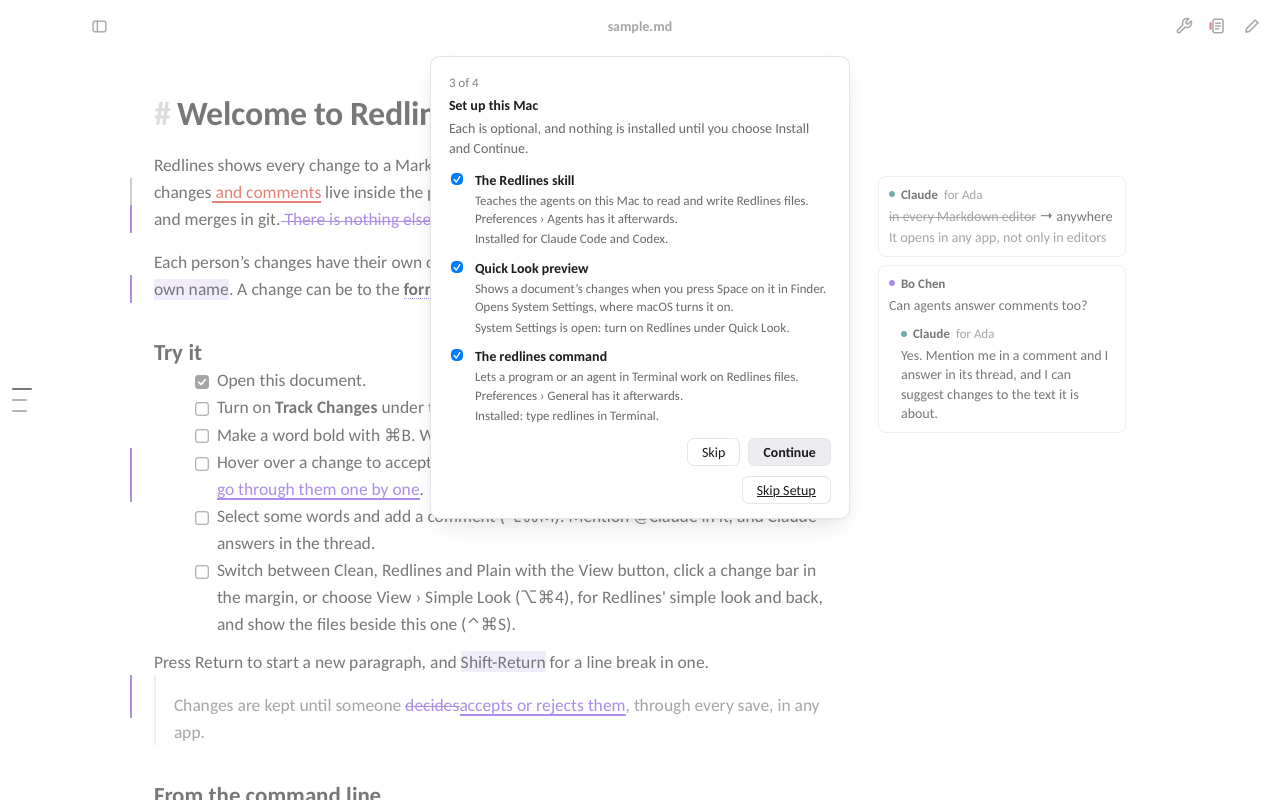 sample.md
# Welcome to Redlin
Redlines shows every change to a Mark
changes and comments live inside the
and merges in git. There is nothing else
Each person’s changes have their own
own name. A change can be to the form
Try it
Open this document.
Turn on Track Changes under
Make a word bold with ⌘B. W
Hover over a change to accept
go through them one by one.
Select some words and add a comment (⌥⌘M). Mention @Claude in it, and Claude
answers in the thread.
Switch between Clean, Redlines and Plain with the View button, click a change bar in
the margin, or choose View › Simple Look (⌥⌘4), for Redlines' simple look and back,
and show the files beside this one (^⌘S).
Press Return to start a new paragraph, and Shift-Return for a line break in one.
Changes are kept until someone decidesaccepts or rejects them, through every save, in any
app.
From the command line
3 of 4
Set up this Mac
Each is optional, and nothing is installed until you choose Install
and Continue.
The Redlines skill
Teaches the agents on this Mac to read and write Redlines files.
Preferences › Agents has it afterwards.
Installed for Claude Code and Codex.
Quick Look preview
Shows a document’s changes when you press Space on it in Finder.
Opens System Settings, where macOS turns it on.
System Settings is open: turn on Redlines under Quick Look.
The redlines command
Lets a program or an agent in Terminal work on Redlines files.
Preferences › General has it afterwards.
Installed: type redlines in Terminal.
Skip
Continue
Skip Setup
Claude for Ada
in every Markdown editor → anywhere
It opens in any app, not only in editors
Bo Chen
Can agents answer comments too?
Claude for Ada
Yes. Mention me in a comment and I
answer in its thread, and I can
suggest changes to the text it is
about.